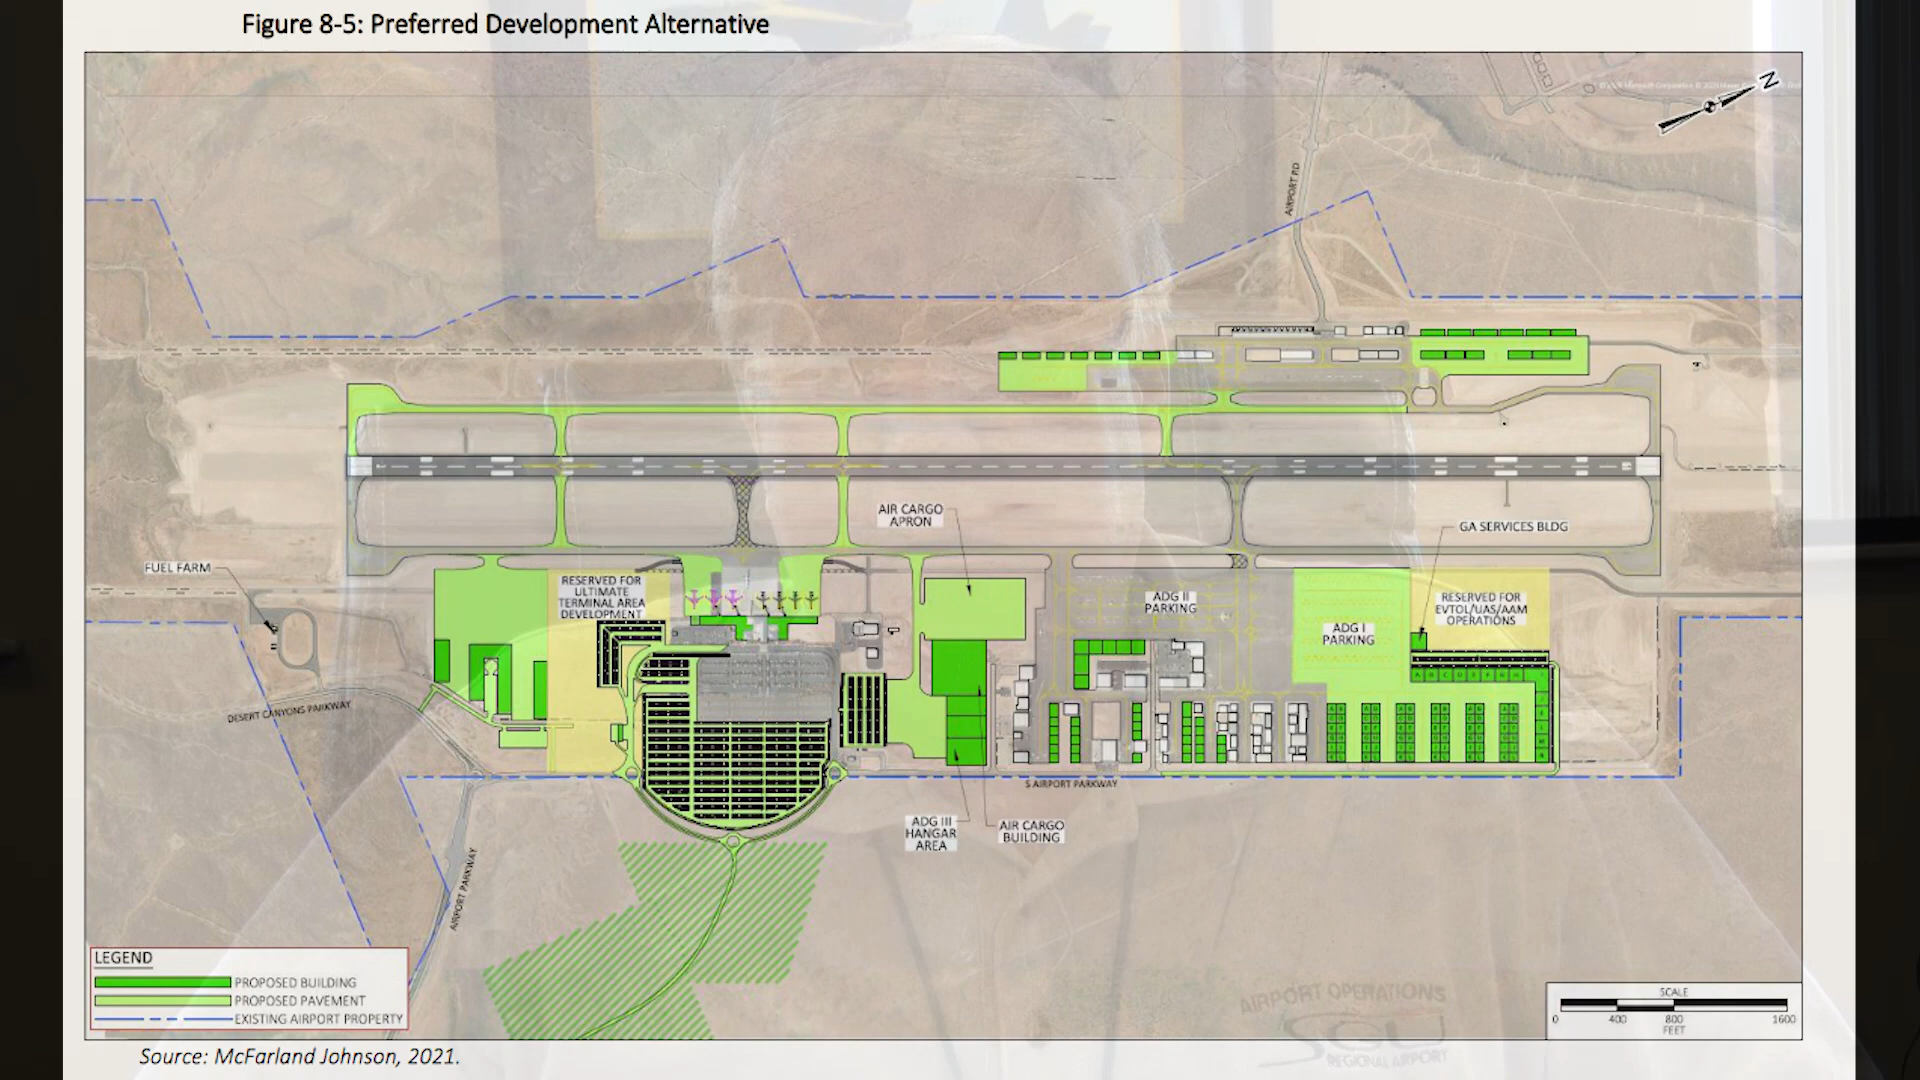 Figure 8-5: Preferred Development Alternative
N
AIRPORT RD
AIR CARGO
APRON
GA SERVICES BLDG
FUEL FARM
RESERVED FOR
ULTIMATE
TERMINAL AREA
DEVELOPMENT
ADG II
PARKING
ADG I
PARKING
RESERVED FOR
EVTOL/UAS/AAM
OPERATIONS
DESERT CANYONS PARKWAY
S AIRPORT PARKWAY
ADG III
HANGAR
AREA
AIR CARGO
BUILDING
AIRPORT PARKWAY
LEGEND
PROPOSED BUILDING
PROPOSED PAVEMENT
EXISTING AIRPORT PROPERTY
AIRPORT OPERATIONS
SGU
REGIONAL AIRPORT
SCALE
0 400 800 1600
FEET
Source: McFarland Johnson, 2021.